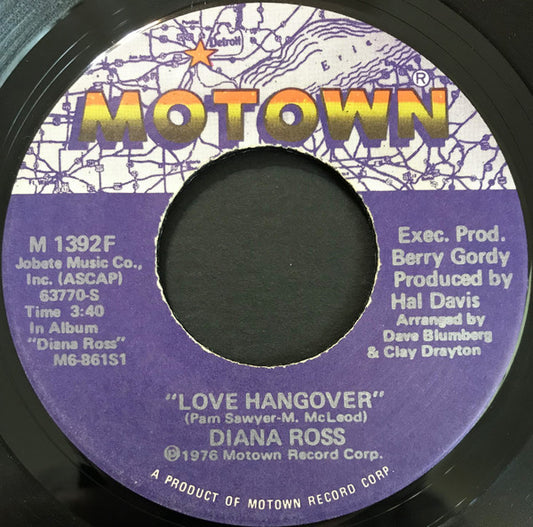 Detroit
Erie
MOTOWN®
M 1392F
Jobete Music Co.,
Inc. (ASCAP)
63770-S
Time 3:40
In Album
"Diana Ross"
M6-861S1
Exec. Prod.
Berry Gordy
Produced by
Hal Davis
Arranged by
Dave Blumberg
& Clay Drayton
"LOVE HANGOVER"
(Pam Sawyer-M. McLeod)
DIANA ROSS
℗1976 Motown Record Corp.
A PRODUCT OF MOTOWN RECORD CORP.